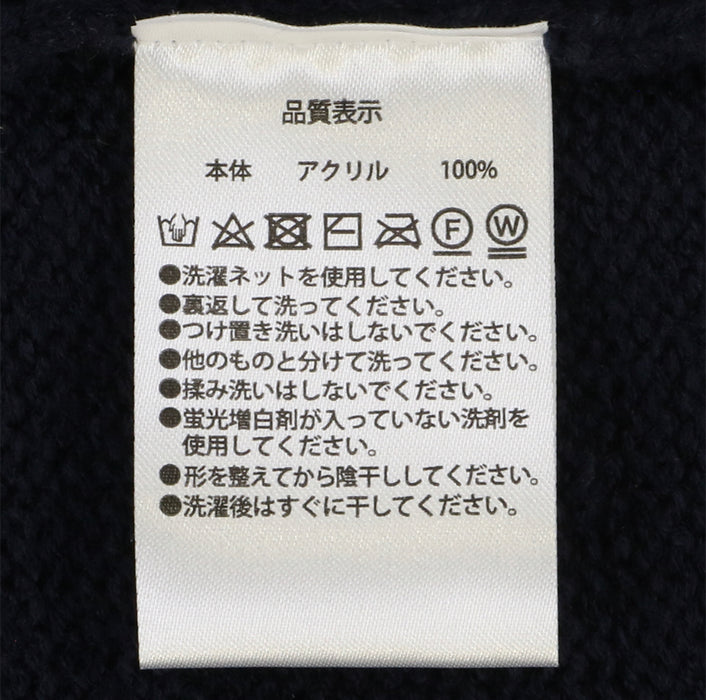 品質表示
本体 アクリル 100%
F W
●洗濯ネットを使用してください。
●裏返して洗ってください。
●つけ置き洗いはしないでください。
●他のものと分けて洗ってください。
●揉み洗いはしないでください。
●蛍光増白剤が入っていない洗剤を
使用してください。
●形を整えてから陰干ししてください。
●洗濯後はすぐに干してください。